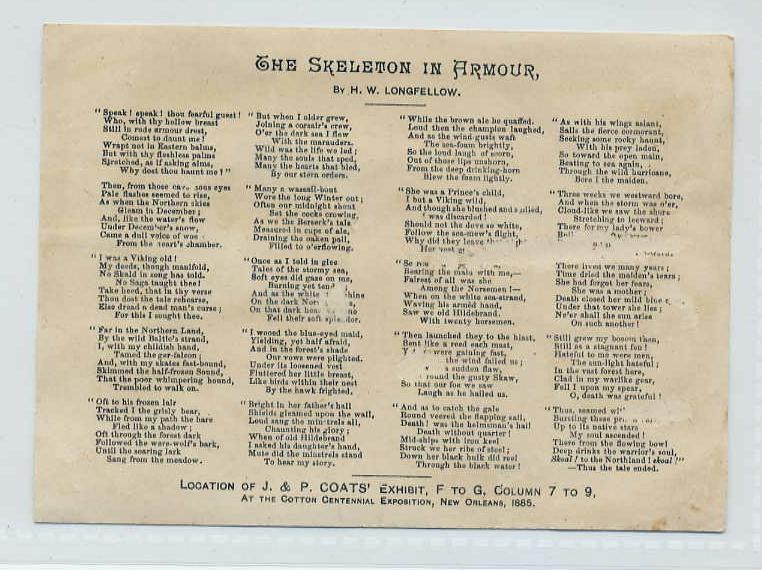 THE SKELETON IN ARMOUR,
BY H. W. LONGFELLOW.
"Speak! speak! thou fearful guest!
Who, with thy hollow breast
Still in rude armour drest,
Comest to daunt me!
Wrapt not in Eastern balms,
But with thy fleshless palms
Stretched, as if asking alms,
Why dost thou haunt me!"
Then, from those cav ous eyes
Pale flashes seemed to rise,
As when the Northern skies
Gleam in December;
And, like the water's flow
Under December's snow,
Came a dull voice of woe
From the heart's chamber.
"I was a Viking old!
My deeds, though manifold,
No Skald in song has told.
No Saga taught thee!
Take heed, that in thy verse
Thou dost the tale rehearse,
Else dread a dead man's curse;
For this I sought thee.
"Far in the Northern Land,
By the wild Baltic's strand,
I, with my childish hand,
Tamed the ger-falcon;
And, with my skates fast-bound,
Skimmed the half-frozen Sound,
That the poor whimpering hound,
Trembled to walk on.
"Oft to his frozen lair
Tracked I the grisly bear,
While from my path the hare
Fled like a shadow;
Oft through the forest dark
Followed the were-wolf's bark,
Until the soaring lark
Sang from the meadow.
"But when I older grew,
Joining a corsair's crew,
O'er the dark sea I flew
With the marauders.
Wild was the life we led;
Many the souls that sped,
Many the hearts that bled,
By our stern orders.
"Many a wassail-bout
Wore the long Winter out;
Often our midnight shout
Set the cocks crowing,
As we the Berserk's tale
Measured in cups of ale,
Draining the oaken pail,
Filled to o'erflowing.
"Once as I told in glee
Tales of the stormy sea,
Soft eyes did gaze on me,
Burning yet tend
And as the white shine
On the dark Nor
On that dark hea
Fell their soft sple dor.
"I wooed the blue-eyed maid,
Yielding, yet half afraid,
And in the forest's shade
Our vows were plighted.
Under its loosened vest
Fluttered her little breast,
Like birds within their nest
By the hawk frighted.
"Bright in her father's hall
Shields gleamed upon the wall,
Loud sang the minstrels all,
Chaunting his glory;
When of old Hildebrand
I asked his daughter's hand,
Mute did the minstrels stand
To hear my story.
"While the brown ale he quaffed.
Loud then the champion laughed,
And as the wind-gusts waft
The sea-foam brightly,
So the loud laugh of scorn,
Out of those lips unshorn,
From the deep drinking-horn
Blew the foam lightly.
"She was a Prince's child,
I but a Viking wild,
And though she blushed and s iled,
I was discarded!
Should not the dove so white,
Follow the sea-mew's flight,
Why did they leave
Her
"Sc
Bearing the maid with me,—
Fairest of all was she
Among the Norsemen!—
When on the white sea-strand,
Waving his armed hand,
Saw we old Hildebrand.
With twenty horsemen.
"Then launched they to the blast,
Bent like a reed each mast,
Y were gaining fast,
the wind failed us;
a sudden flaw,
round the gusty Skaw,
So that our foe we saw
Laugh as he hailed us.
"And as to catch the gale
Round veered the flapping sail,
Death! was the helmsman's hail
Death without quarter!
Mid-ships with iron keel
Struck we her ribs of steel;
Down her black hulk did reel
Through the black water!
"As with his wings aslant,
Sails the fierce cormorant,
Seeking some rocky haunt,
With his prey laden,
So toward the open main,
Beating to sea again,
Through the wild hurricane,
Bore I the maiden.
"Three weeks we westward bore,
And when the storm was o'er,
Cloud-like we saw the shore
Stretching to leeward;
There for my lady's bower
There lived we many years;
Time dried the maiden's tears;
She had forgot her fears,
She was a mother;
Death closed her mild blue
Under that tower she lies;
Ne'er shall the sun arise
On such another!
"Still grew my bosom then,
Still as a stagnant fen!
Hateful to me were men,
The sun-light hateful;
In the vast forest here,
Clad in my warlike gear,
Fell I upon my spear,
O, death was grateful!
"Thus, seamed wi
Bursting these
Up to its native stars
My soul ascended!
There from the flowing bowl
Deep drinks the warrior's soul,
Skoal! to the Northland! skoal!"
—Thus the tale ended.
LOCATION OF J. & P. COATS' EXHIBIT, F TO G, COLUMN 7 TO 9,
AT THE COTTON CENTENNIAL EXPOSITION, NEW ORLEANS, 1885.